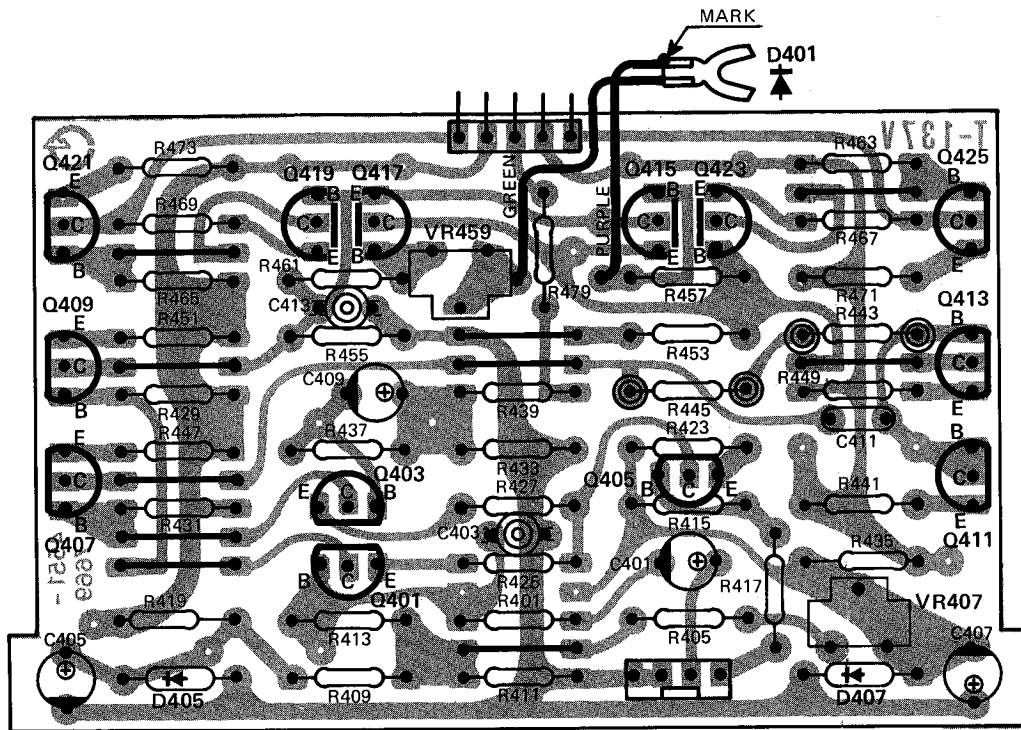 MARK
D401
T-137V
R473
R463
Q421
E
Q419
B
E
Q417
GREEN
PURPLE
Q415
B
E
Q423
Q425
B
C
R469
C
C
C
C
R467
C
VR459
B
E
B
E
B
E
R461
R479
R457
R471
R465
Q409
E
R451
C413
R443
Q413
B
C
R455
R453
C
C409
R449
B
R429
R439
R445
E
E
R447
R437
R423
C411
B
Q403
R433
C
E
C
B
R427
Q405
B
C
E
C
B
R431
R441
E
Q407
C403
R415
R435
Q411
C401
B
C
E
R426
R417
Q401
R419
R401
VR407
C405
R413
R405
C407
D405
R409
R411
D407